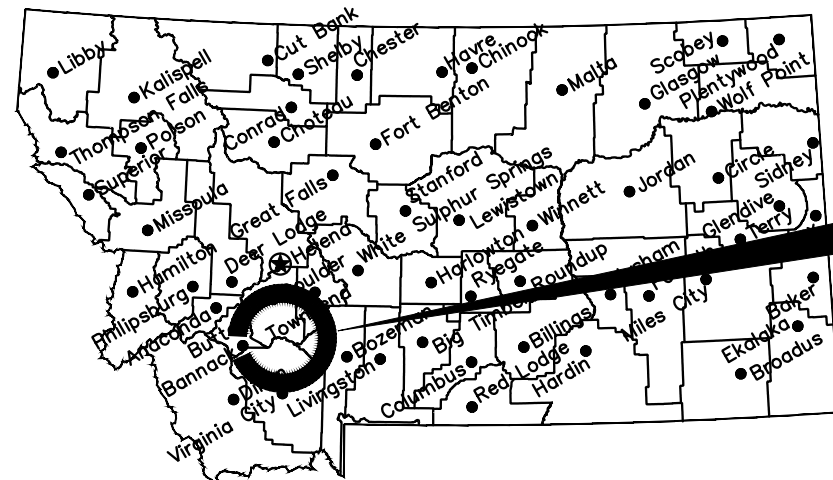 Libby
Cut Bank
Shelby
Chester
Havre
Chinook
Scobey
Plentywood
Kalispell
Malta
Glasgow
Wolf Point
Thompson Falls
Polson
Conrad
Choteau
Fort Benton
Superior
Great Falls
Stanford
Lewistown
Winnett
Jordan
Circle
Sidney
Missoula
Deer Lodge
Helena
White Sulphur Springs
Glendive
Terry
Hamilton
Philipsburg
Anaconda
Harlowton
Ryegate
Roundup
Miles City
Baker
Ekalaka
Broadus
Bannack
Virginia City
Bozeman
Livingston
Big Timber
Columbus
Billings
Red Lodge
Hardin